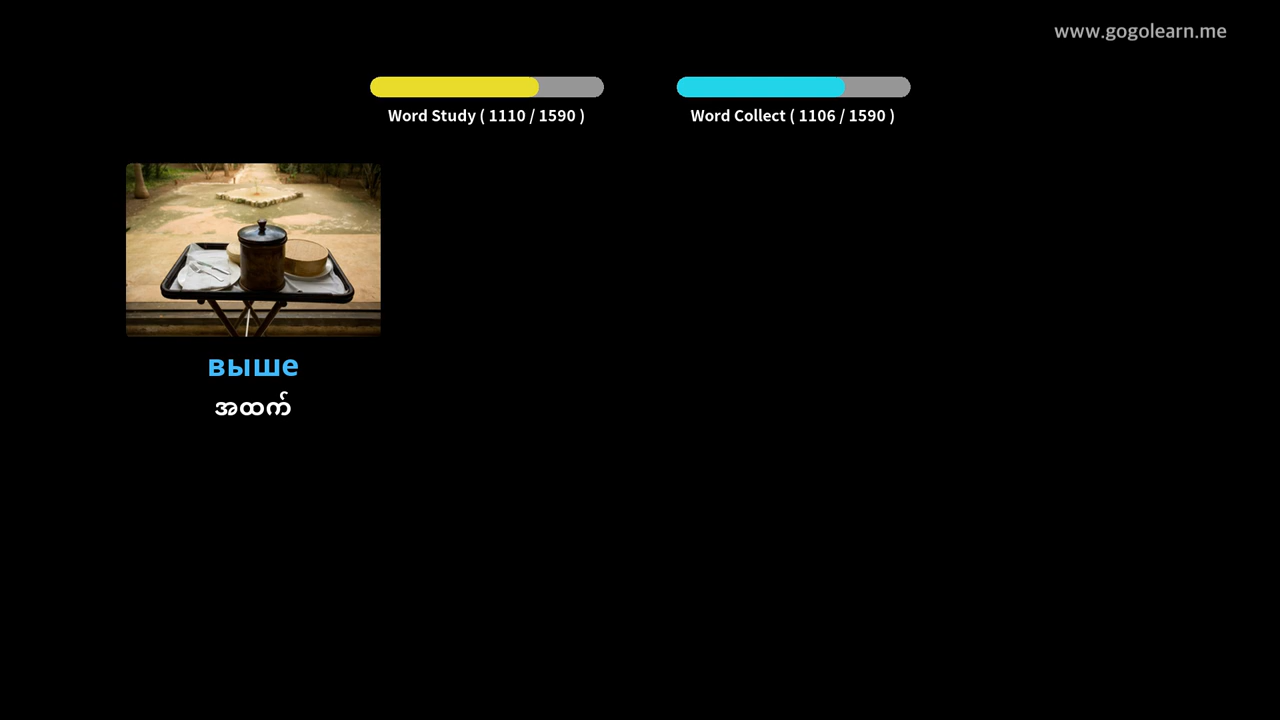 www.gogolearn.me
Word Study ( 1110 / 1590 )
Word Collect ( 1106 / 1590 )
выше
အထက်